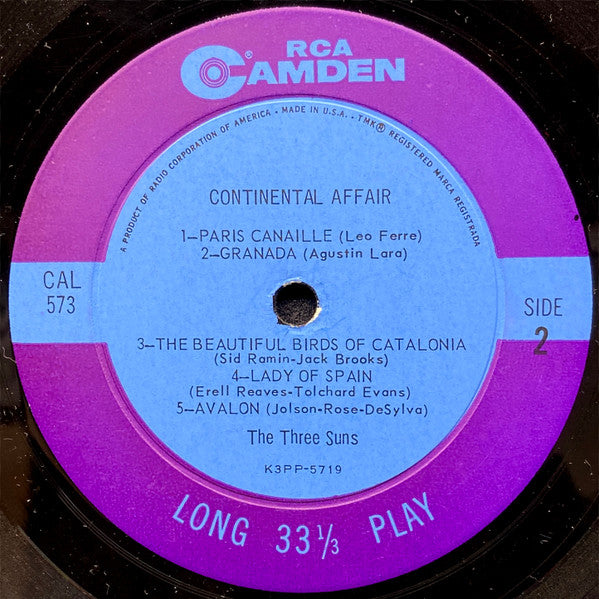 RCA
CAMDEN®
A PRODUCT OF RADIO CORPORATION OF AMERICA • MADE IN U.S.A. • TMK® REGISTERED MARCA REGISTRADA
CONTINENTAL AFFAIR
1—PARIS CANAILLE (Leo Ferre)
2—GRANADA (Agustin Lara)
CAL
573
SIDE
2
3—THE BEAUTIFUL BIRDS OF CATALONIA
(Sid Ramin-Jack Brooks)
4—LADY OF SPAIN
(Erell Reaves-Tolchard Evans)
5—AVALON (Jolson-Rose-DeSylva)
The Three Suns
K3PP-5719
LONG 33⅓ PLAY